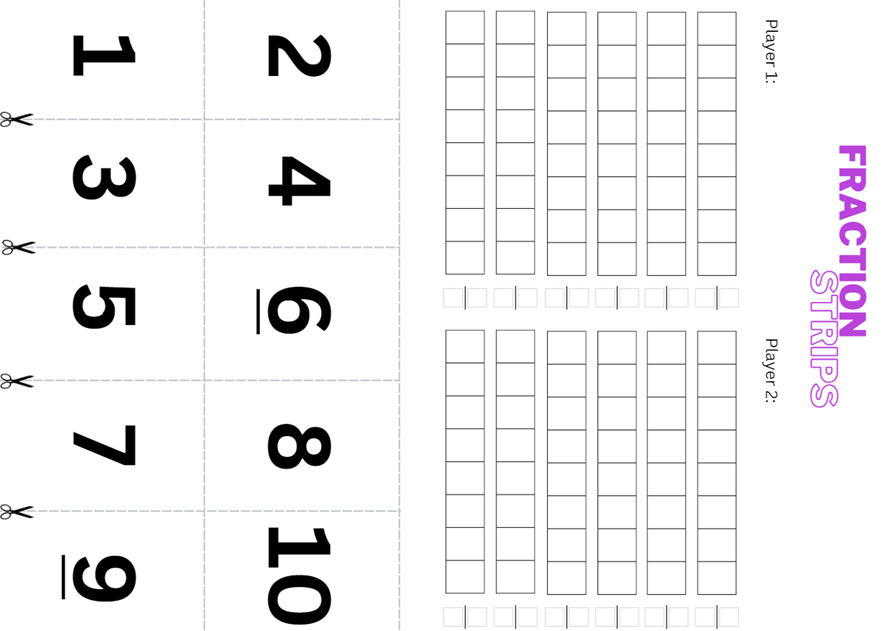 FRACTION
STRIPS
Player 1:
Player 2:
2 4 6 8 10
1 3 5 7 9